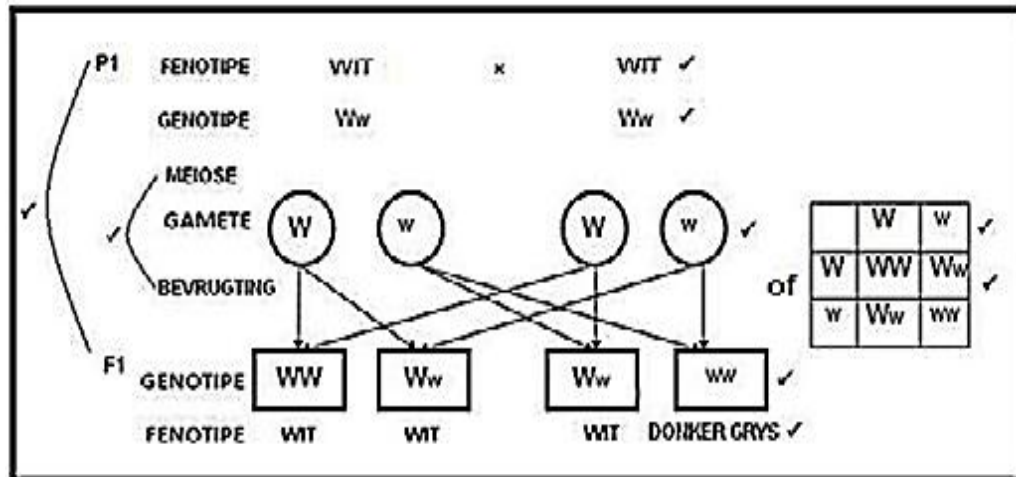 P1 FENOTIPE WIT x WIT ✓
GENOTIPE Ww Ww ✓
MEIOSE
✓ ✓ GAMETE W w W w ✓
BEVRUGTING
F1 GENOTIPE WW Ww Ww ww ✓
FENOTIPE WIT WIT WIT DONKER GRYS ✓
of
W w ✓
W WW Ww ✓
w Ww ww